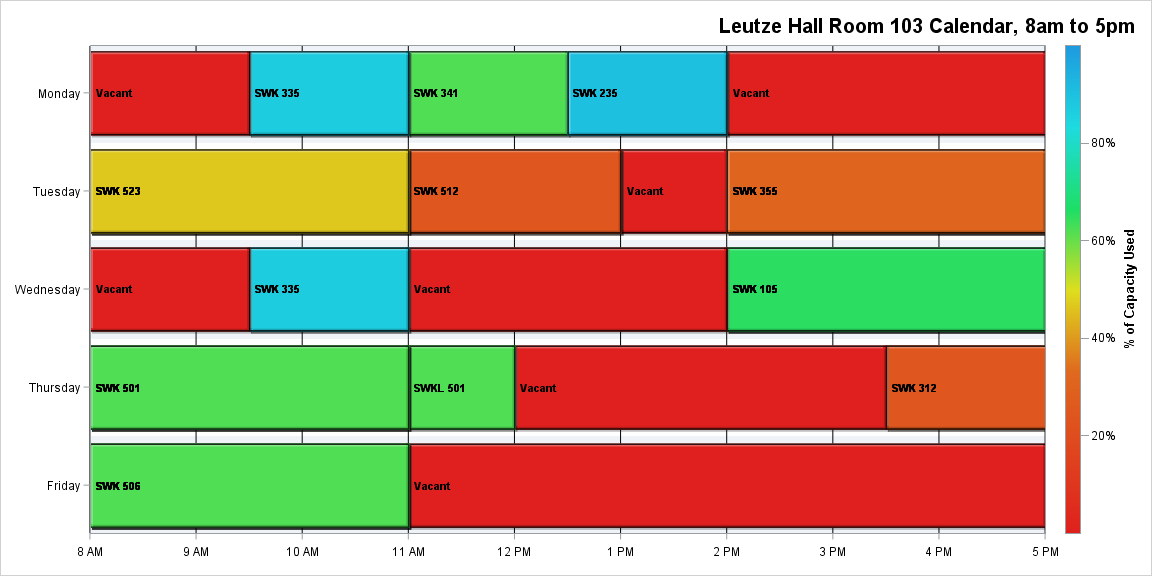 Leutze Hall Room 103 Calendar, 8am to 5pm
Monday
Vacant
SWK 335
SWK 341
SWK 235
Vacant
Tuesday
SWK 523
SWK 512
Vacant
SWK 355
Wednesday
Vacant
SWK 335
Vacant
SWK 105
Thursday
SWK 501
SWKL 501
Vacant
SWK 312
Friday
SWK 506
Vacant
8 AM
9 AM
10 AM
11 AM
12 PM
1 PM
2 PM
3 PM
4 PM
5 PM
80%
60%
40%
20%
% of Capacity Used